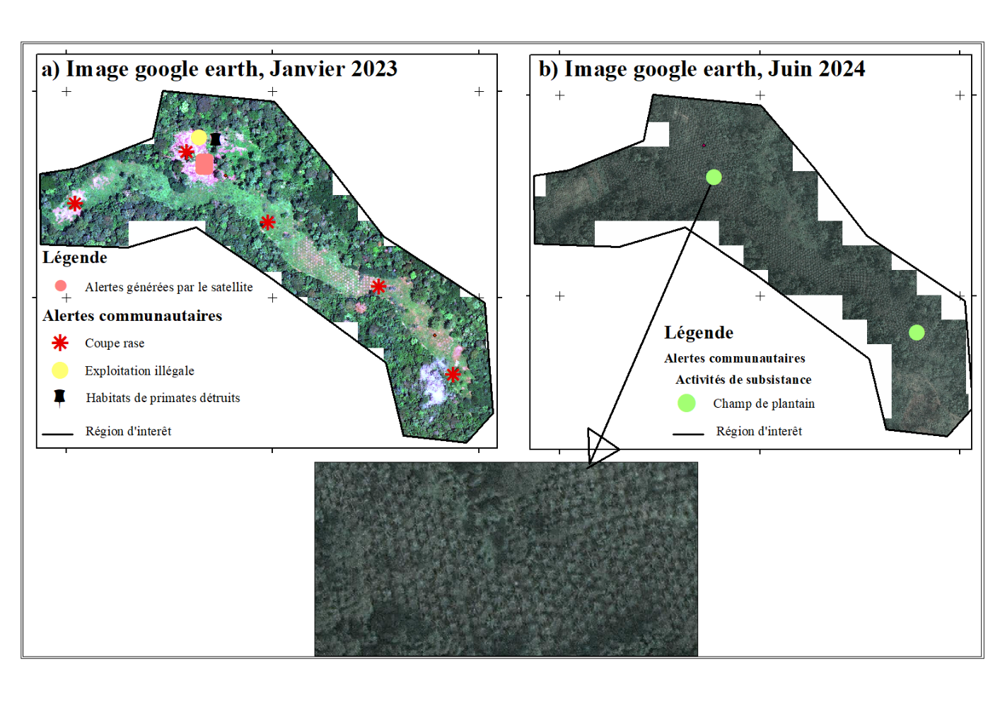 a) Image google earth, Janvier 2023
Légende
Alertes générées par le satellite
Alertes communautaires
Coupe rase
Exploitation illégale
Habitats de primates détruits
Région d'interêt
b) Image google earth, Juin 2024
Légende
Alertes communautaires
Activités de subsistance
Champ de plantain
Région d'interêt